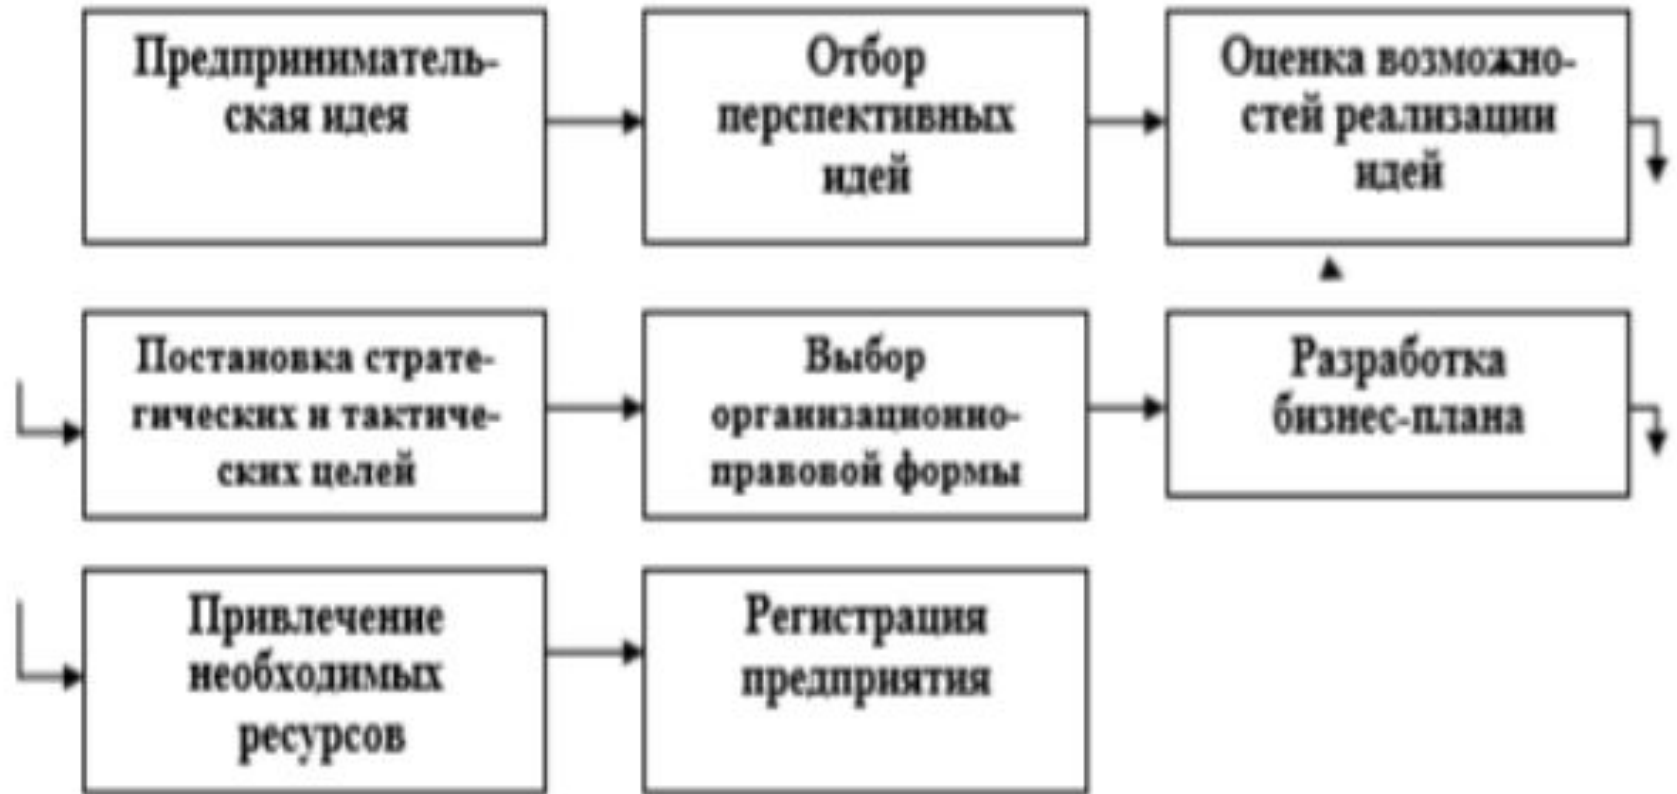 Предприниматель-
ская идея
Отбор
перспективных
идей
Оценка возможно-
стей реализации
идей
Постановка страте-
гических и тактиче-
ских целей
Выбор
организационно-
правовой формы
Разработка
бизнес-плана
Привлечение
необходимых
ресурсов
Регистрация
предприятия